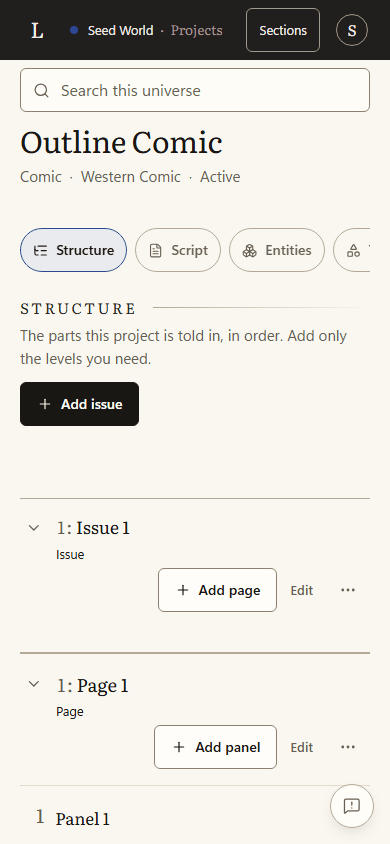 L
Seed World · Projects
Sections
S
Search this universe
Outline Comic
Comic · Western Comic · Active
Structure
Script
Entities
STRUCTURE
The parts this project is told in, in order. Add only
the levels you need.
+ Add issue
1: Issue 1
Issue
+ Add page
Edit
...
1: Page 1
Page
+ Add panel
Edit
...
1 Panel 1